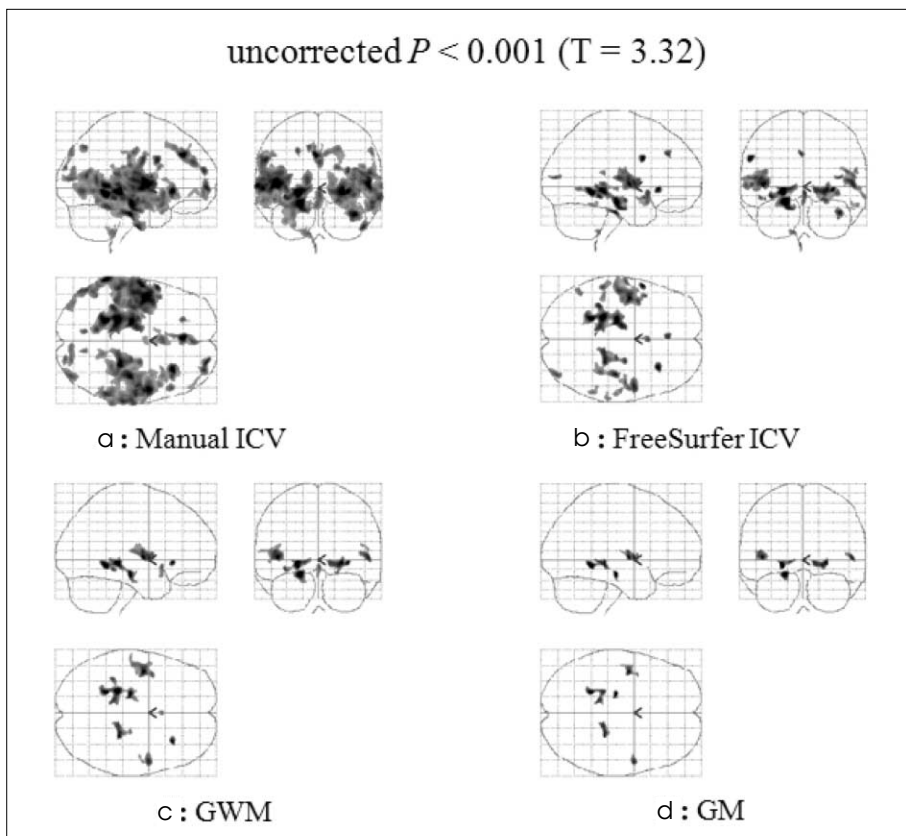 uncorrected P < 0.001 (T = 3.32)
a : Manual ICV
b : FreeSurfer ICV
c : GWM
d : GM